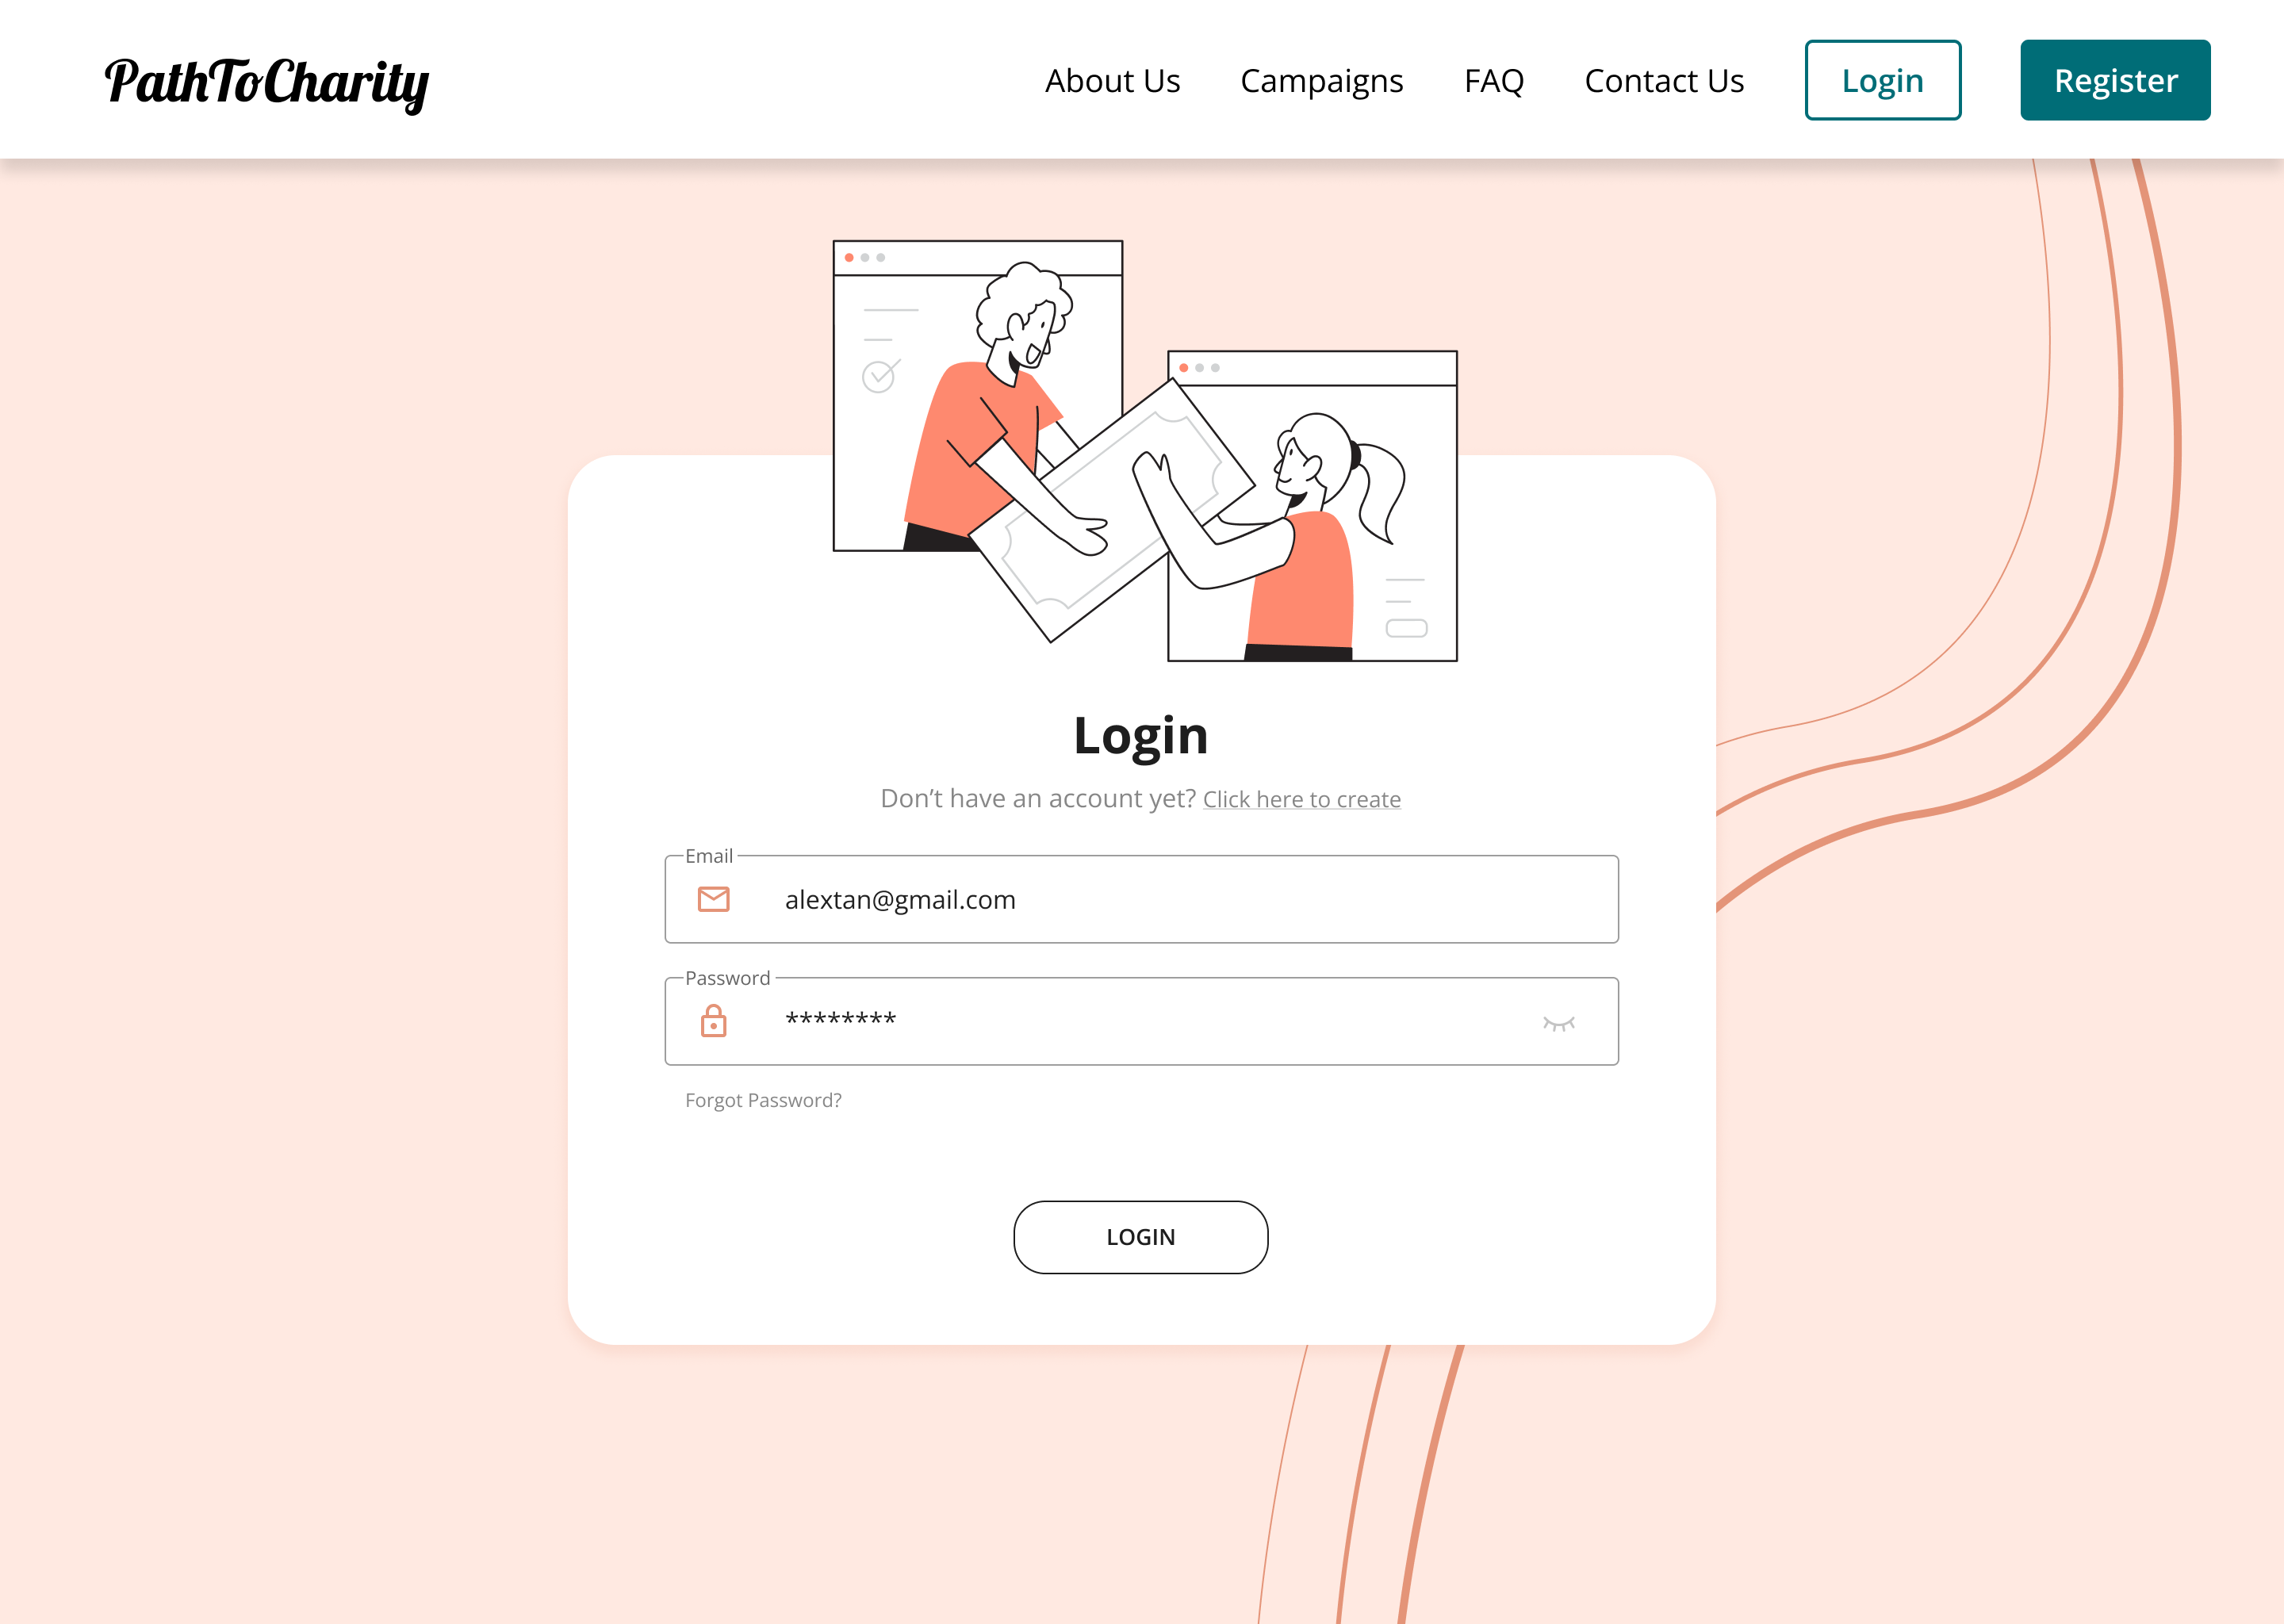 PathToCharity
About Us
Campaigns
FAQ
Contact Us
Login
Register
Login
Don’t have an account yet? Click here to create
Email
alextan@gmail.com
Password
********
Forgot Password?
LOGIN